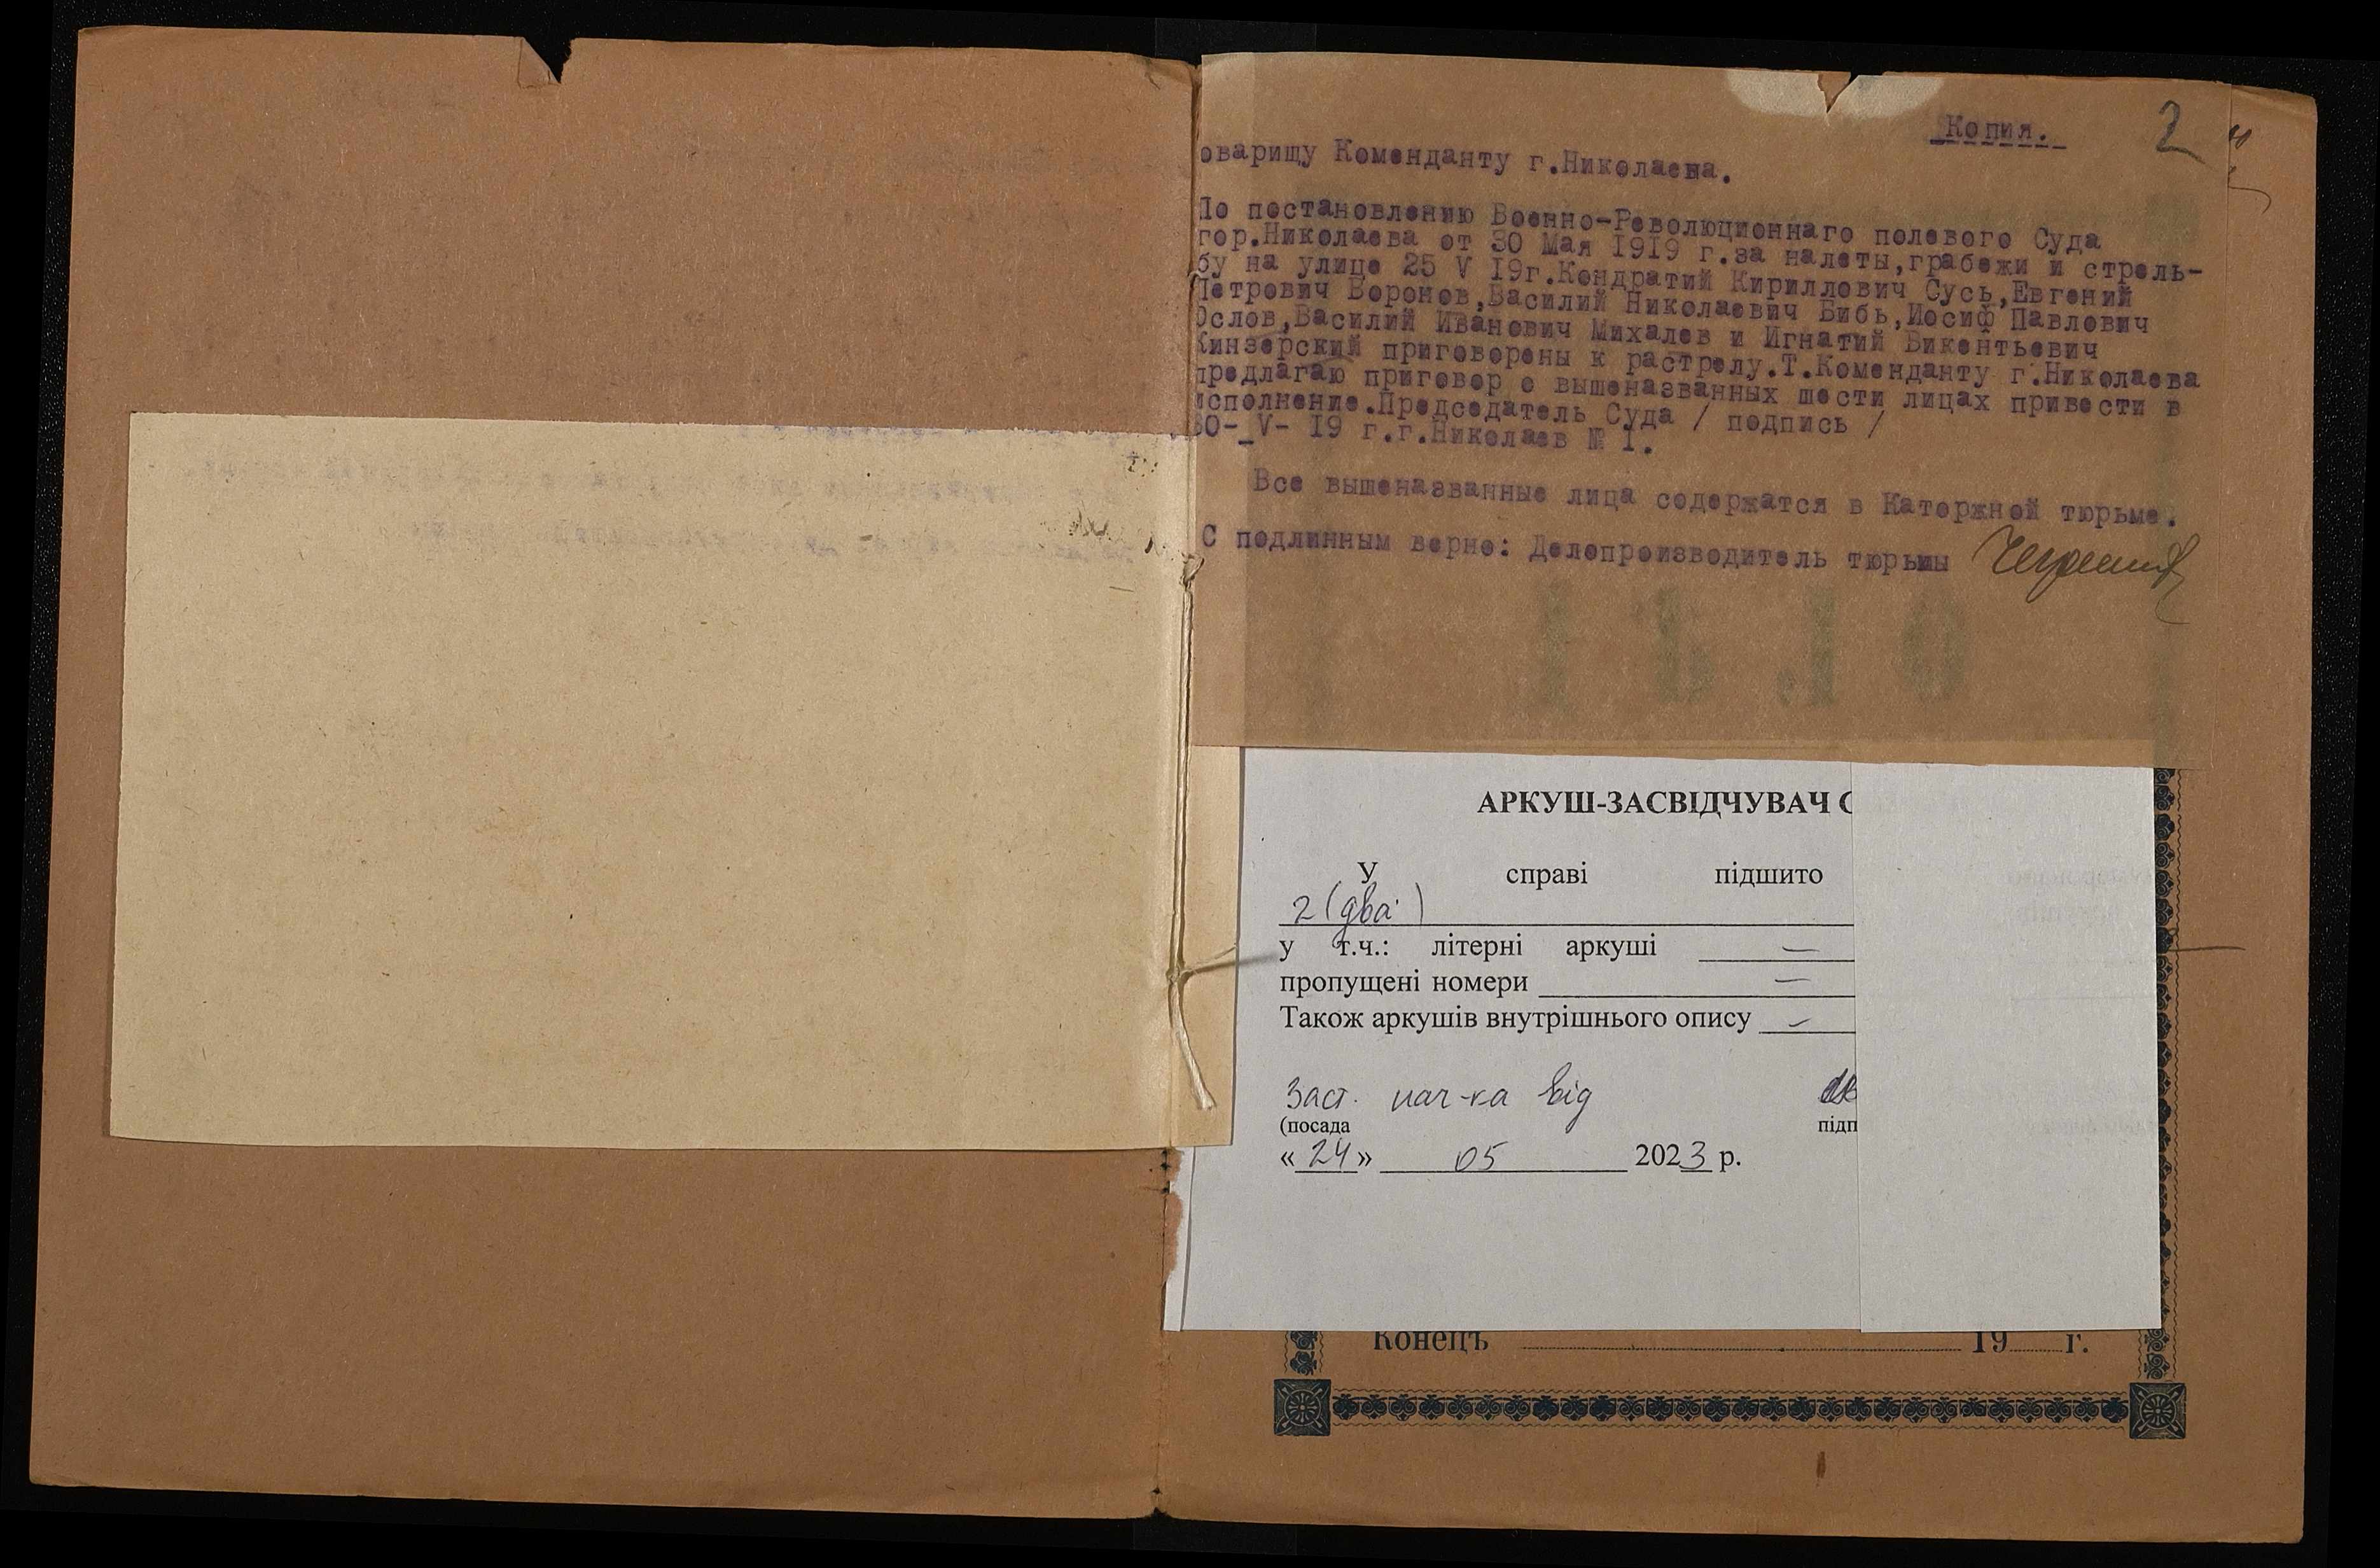 Копия.
2
оварищу Коменданту г.Николаева.
По постановлению Военно-Революционнаго полевого Суда
гор.Николаева от 30 Мая 1919 г.за налеты,грабежи и стрель-
бу на улице 25 V 19г.Кондратий Кириллович Сусь,Евгений
Петрович Воронов,Василий Николаевич Бибь,Иосиф Павлович
Ослов,Василий Иванович Михалев и Игнатий Викентьевич
Кинзерский приговорены к растрелу.Т.Коменданту г.Николаева
предлагаю приговор о вышеназванных шести лицах привести в
исполнение.Председатель Суда / подпись /
30-_V- 19 г.г.Николаев № 1.
Все вышеназванные лица содержатся в Каторжной тюрьме.
С подлинным верно: Делопроизводитель тюрьмы
АРКУШ-ЗАСВІДЧУВАЧ С
У справі підшито
2 (два)
у т.ч.: літерні аркуші —
пропущені номери —
Також аркушів внутрішнього опису —
Заст. нач-ка від
(посада підп
« 24 » 05 2023 р.
Конецъ 19 г.